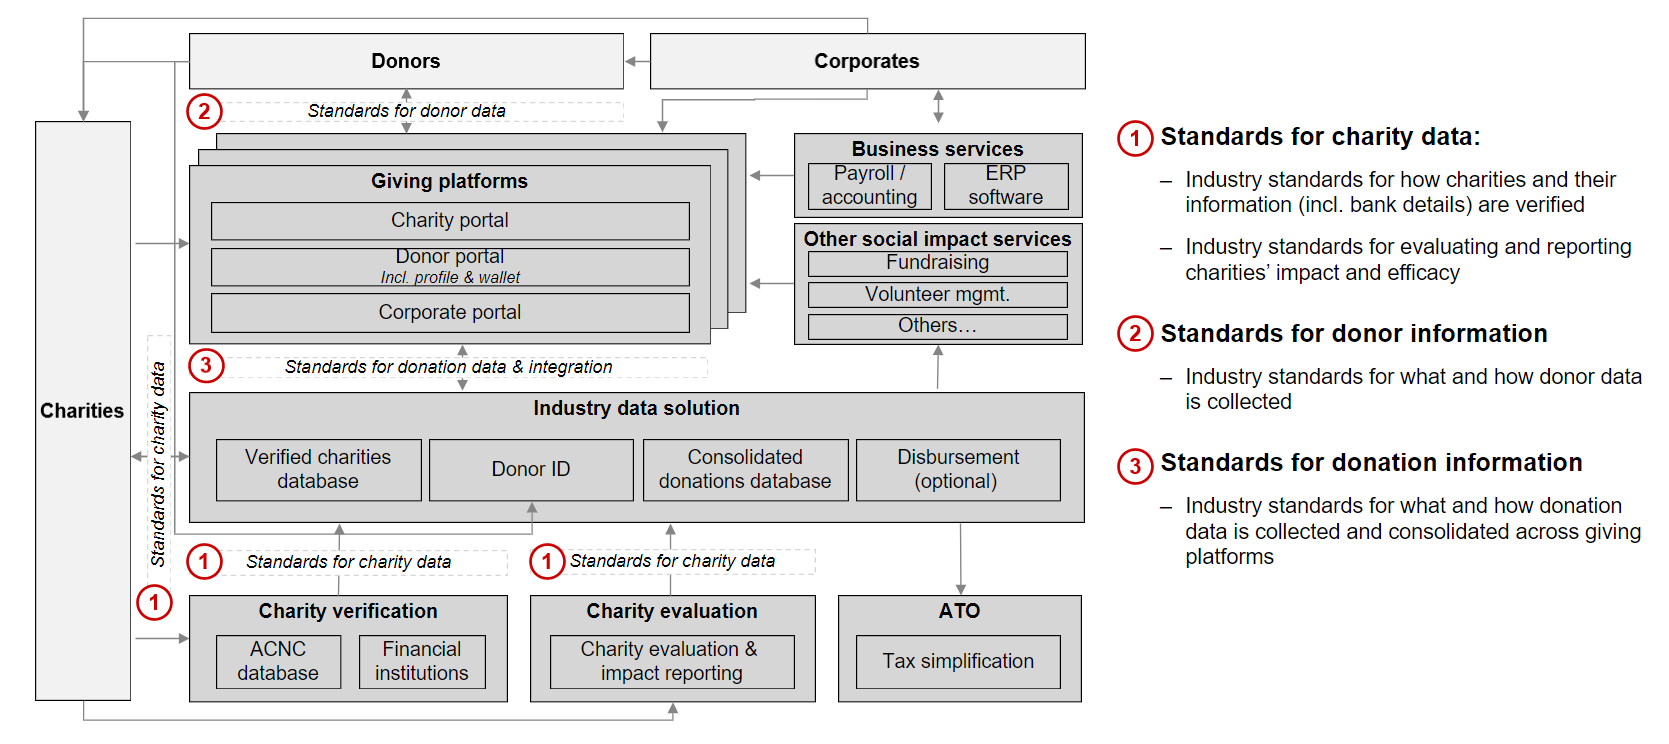 Donors
Corporates
2
Standards for donor data
Charities
Giving platforms
Charity portal
Donor portal
Incl. profile & wallet
Corporate portal
Business services
Payroll /
accounting
ERP
software
Other social impact services
Fundraising
Volunteer mgmt.
Others…
3
Standards for donation data & integration
Standards for charity data
1
Industry data solution
Verified charities
database
Donor ID
Consolidated
donations database
Disbursement
(optional)
1
Standards for charity data
1
Standards for charity data
Charity verification
ACNC
database
Financial
institutions
Charity evaluation
Charity evaluation &
impact reporting
ATO
Tax simplification
1
Standards for charity data:
– Industry standards for how charities and their
information (incl. bank details) are verified
– Industry standards for evaluating and reporting
charities’ impact and efficacy
2
Standards for donor information
– Industry standards for what and how donor data
is collected
3
Standards for donation information
– Industry standards for what and how donation
data is collected and consolidated across giving
platforms